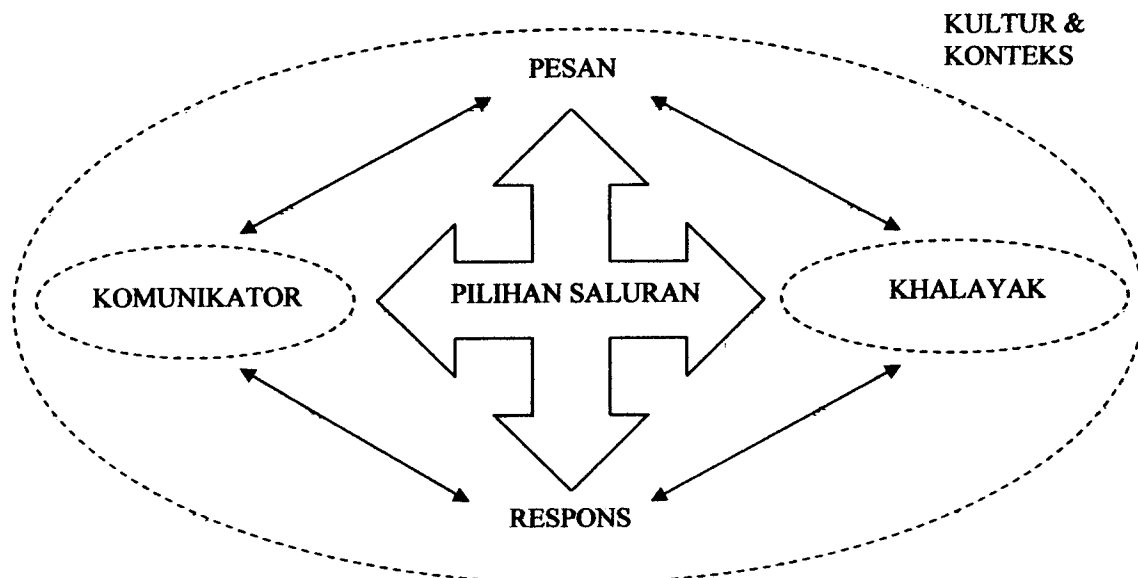 KULTUR &
KONTEKS
PESAN
KOMUNIKATOR
PILIHAN SALURAN
KHALAYAK
RESPONS